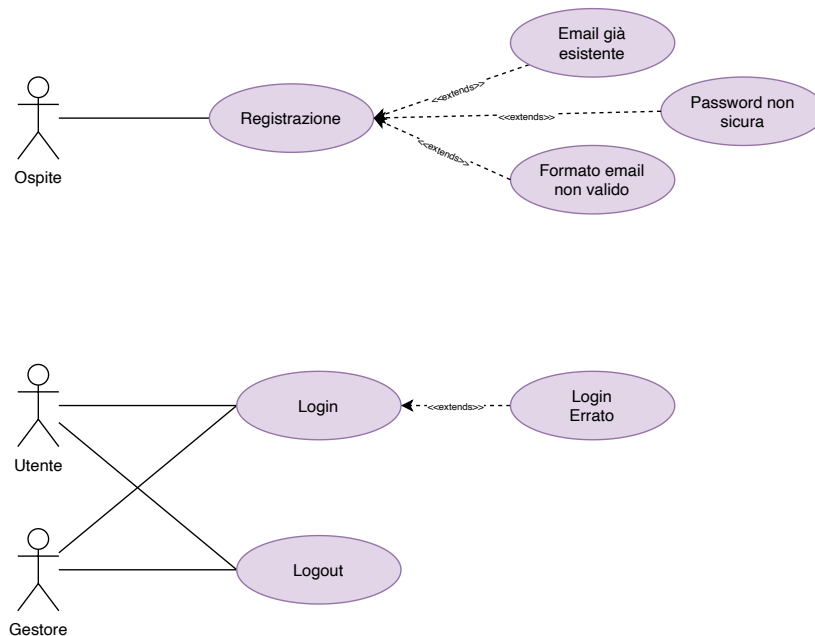 Email già
esistente
<<extends>>
Registrazione
<<extends>>
Password non
sicura
Ospite
<<extends>>
Formato email
non valido
Login
<<extends>>
Login
Errato
Utente
Logout
Gestore